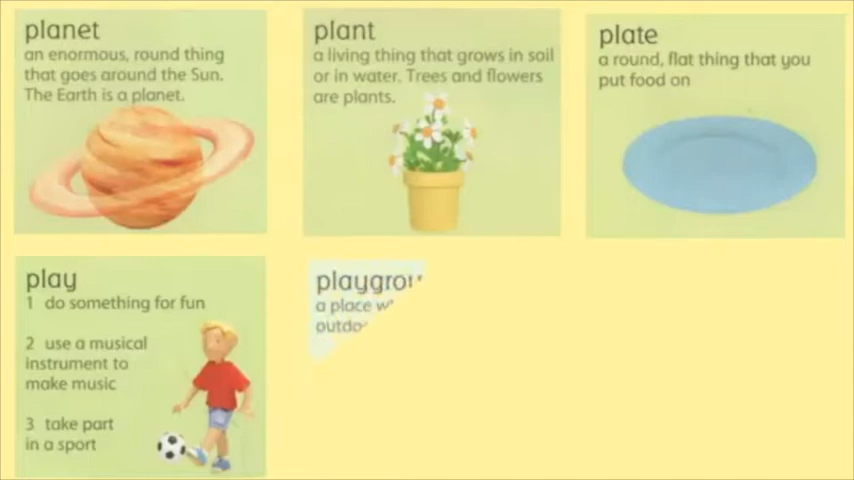 planet
an enormous, round thing
that goes around the Sun.
The Earth is a planet.
plant
a living thing that grows in soil
or in water. Trees and flowers
are plants.
plate
a round, flat thing that you
put food on
play
1 do something for fun
2 use a musical
instrument to
make music
3 take part
in a sport
a place